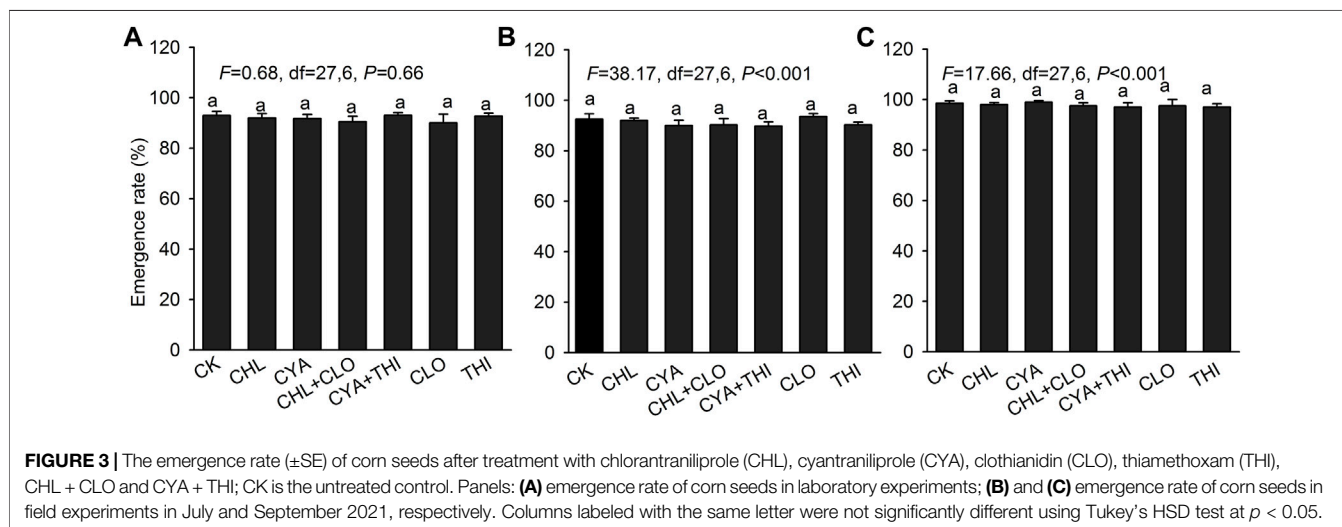 A
B
C
120
100
80
60
40
20
0
Emergence rate (%)
F=0.68, df=27,6, P=0.66
a a a a a a a
CK CHL CYA CHL+CLO CYA+THI CLO THI
120
100
80
60
40
20
0
F=38.17, df=27,6, P<0.001
a a a a a a a
CK CHL CYA CHL+CLO CYA+THI CLO THI
120
100
80
60
40
20
0
F=17.66, df=27,6, P<0.001
a a a a a a a
CK CHL CYA CHL+CLO CYA+THI CLO THI
FIGURE 3 | The emergence rate (±SE) of corn seeds after treatment with chlorantraniliprole (CHL), cyantraniliprole (CYA), clothianidin (CLO), thiamethoxam (THI),
CHL + CLO and CYA + THI; CK is the untreated control. Panels: (A) emergence rate of corn seeds in laboratory experiments; (B) and (C) emergence rate of corn seeds in
field experiments in July and September 2021, respectively. Columns labeled with the same letter were not significantly different using Tukey's HSD test at p < 0.05.